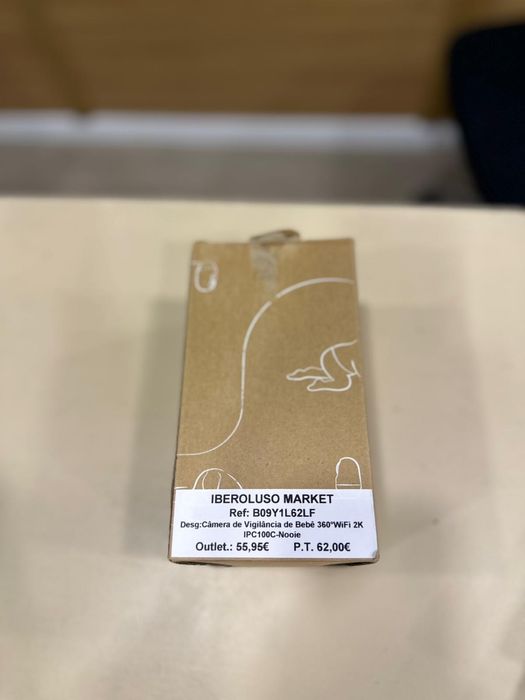 IBEROLUSO MARKET
Ref: B09Y1L62LF
Desg:Câmera de Vigilância de Bebê 360°WiFi 2K
IPC100C-Nooie
Outlet.: 55,95€ P.T. 62,00€